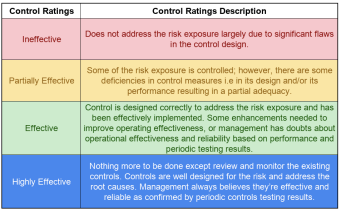 Control Ratings
Control Ratings Description
Ineffective
Does not address the risk exposure largely due to significant flaws
in the control design.
Partially Effective
Some of the risk exposure is controlled; however, there are some
deficiencies in control measures i.e in its design and/or its
performance resulting in a partial adequacy.
Effective
Control is designed correctly to address the risk exposure and has
been effectively implemented. Some enhancements needed to
improve operating effectiveness, or management has doubts about
operational effectiveness and reliability based on performance and
periodic testing results.
Highly Effective
Nothing more to be done except review and monitor the existing
controls. Controls are well designed for the risk and address the
root causes. Management always believes they're effective and
reliable as confirmed by periodic controls testing results.